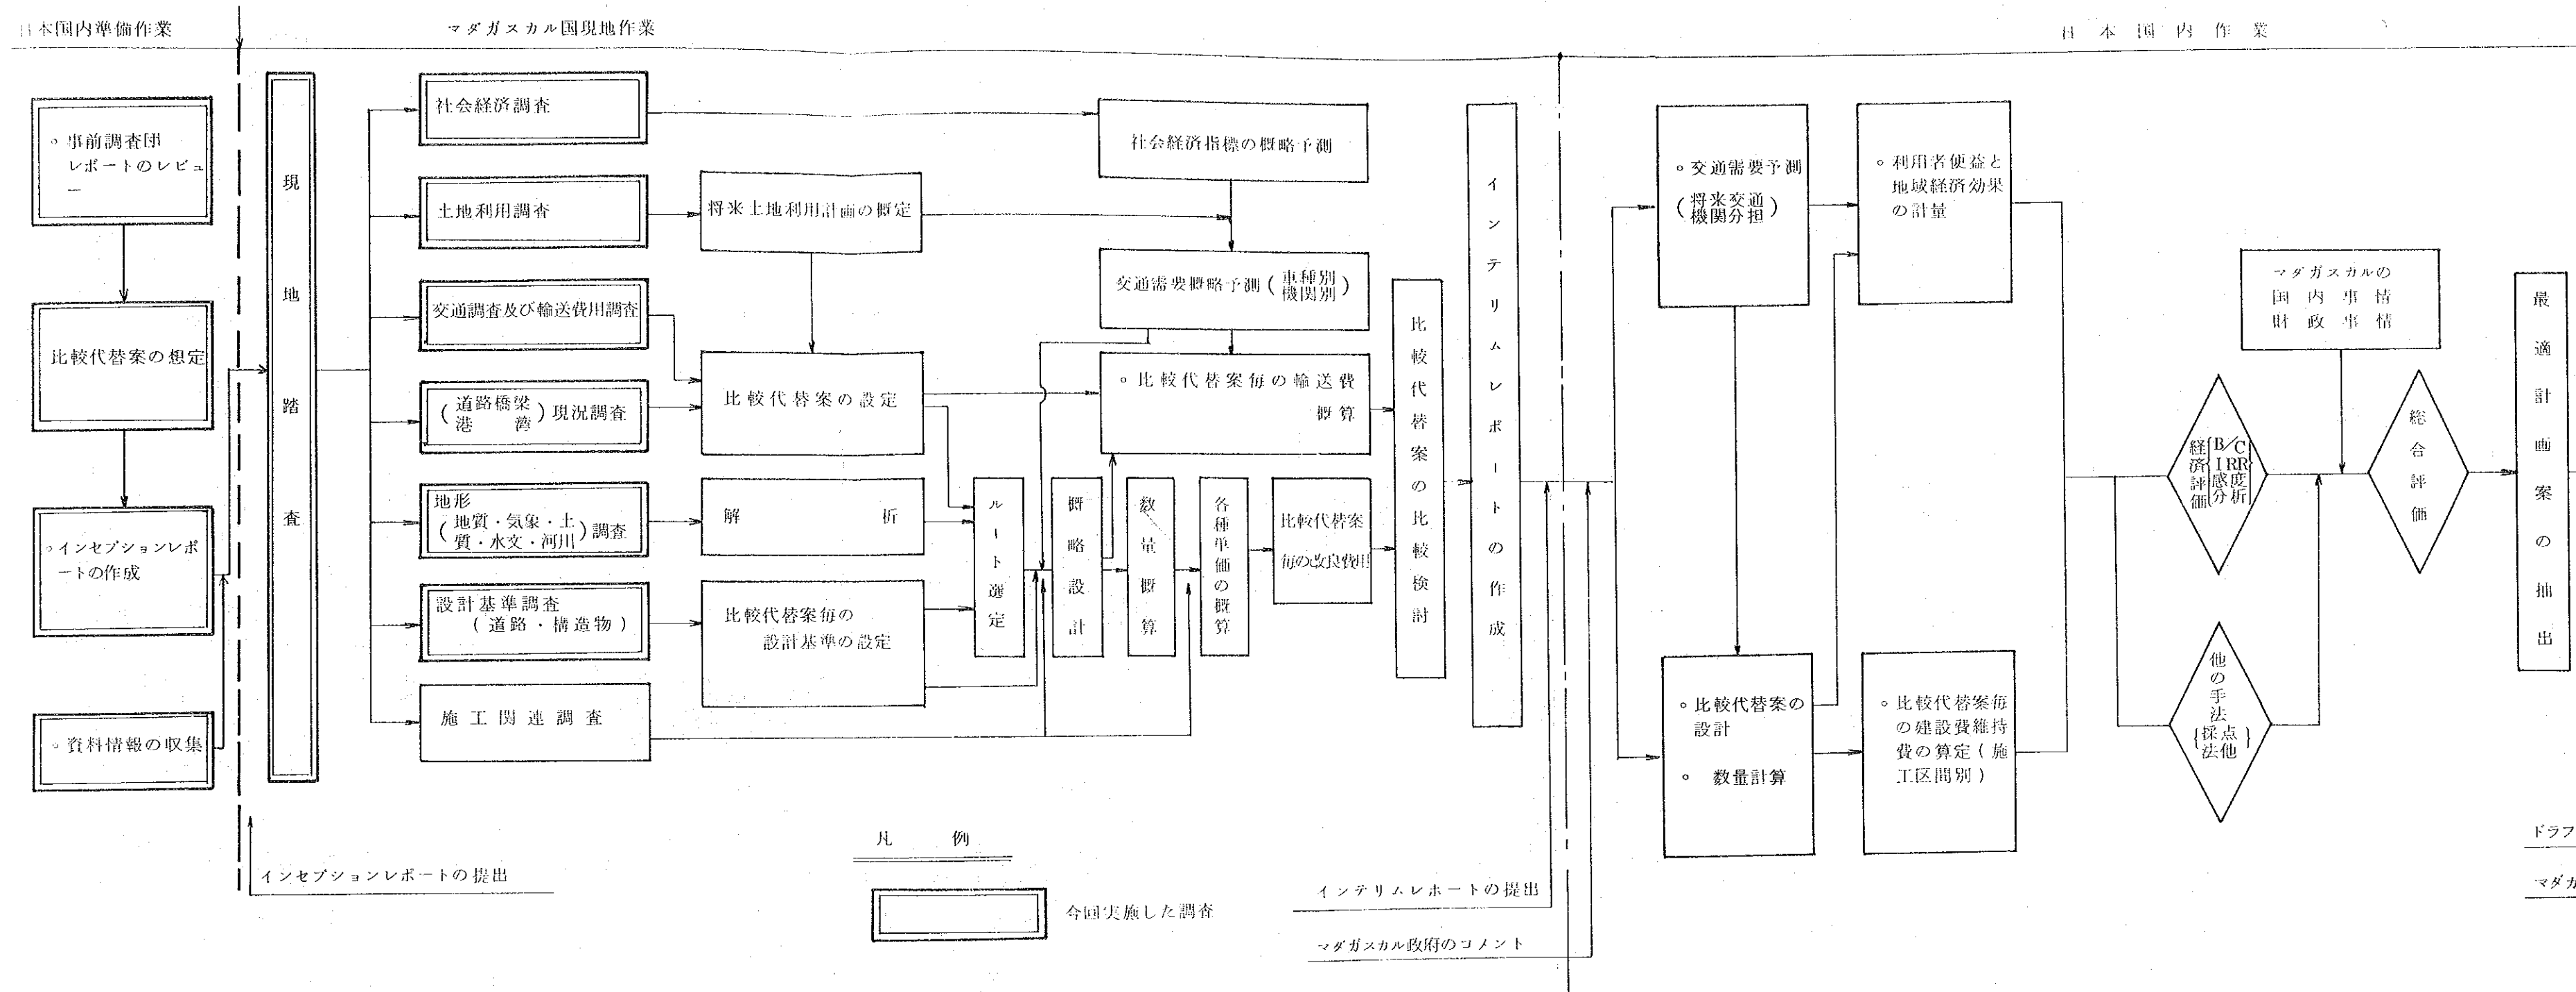 日本国内準備作業
マダガスカル国現地作業
日本国内作業
。事前調査団
レポートのレビュ
ー
比較代替案の想定
。インセプションレポ
ートの作成
。資料情報の収集
現地踏査
社会経済調査
土地利用調査
交通調査及び輸送費用調査
(道路橋梁
港湾)現況調査
地形
(地質・気象・土
質・水文・河川)調査
設計基準調査
(道路・構造物)
施工関連調査
将来土地利用計画の概定
比較代替案の設定
解析
比較代替案毎の
設計基準の設定
社会経済指標の概略予測
交通需要概略予測(車種別
機関別)
。比較代替案毎の輸送費
概算
ルート選定
概略設計
数量概算
各種単価の概算
比較代替案
毎の改良費用
比較代替案の比較検討
インテリムレポートの作成
。交通需要予測
(将来交通
機関分担)
。利用者便益と
地域経済効果
の計量
。比較代替案の
設計
。数量計算
。比較代替案毎
の建設費維持
費の算定(施
工区間別)
経済評価
B/C
IRR
感度
分析
他の手法
{採点
法他}
マダガスカルの
国内事情
財政事情
総合評価
最適計画案の抽出
インセプションレポートの提出
凡例
今回実施した調査
インテリムレホートの提出
マダガスカル政府のコメント
ドラフ
マダガ